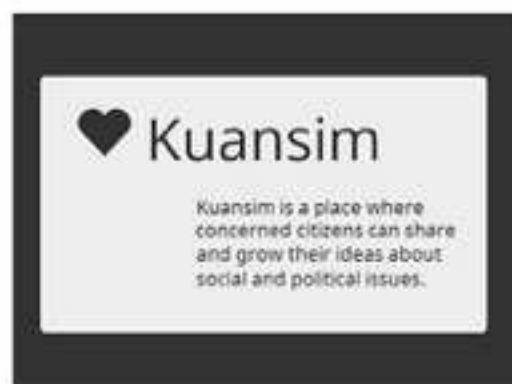 Kuansim
Kuansim is a place where
concerned citizens can share
and grow their ideas about
social and political issues.